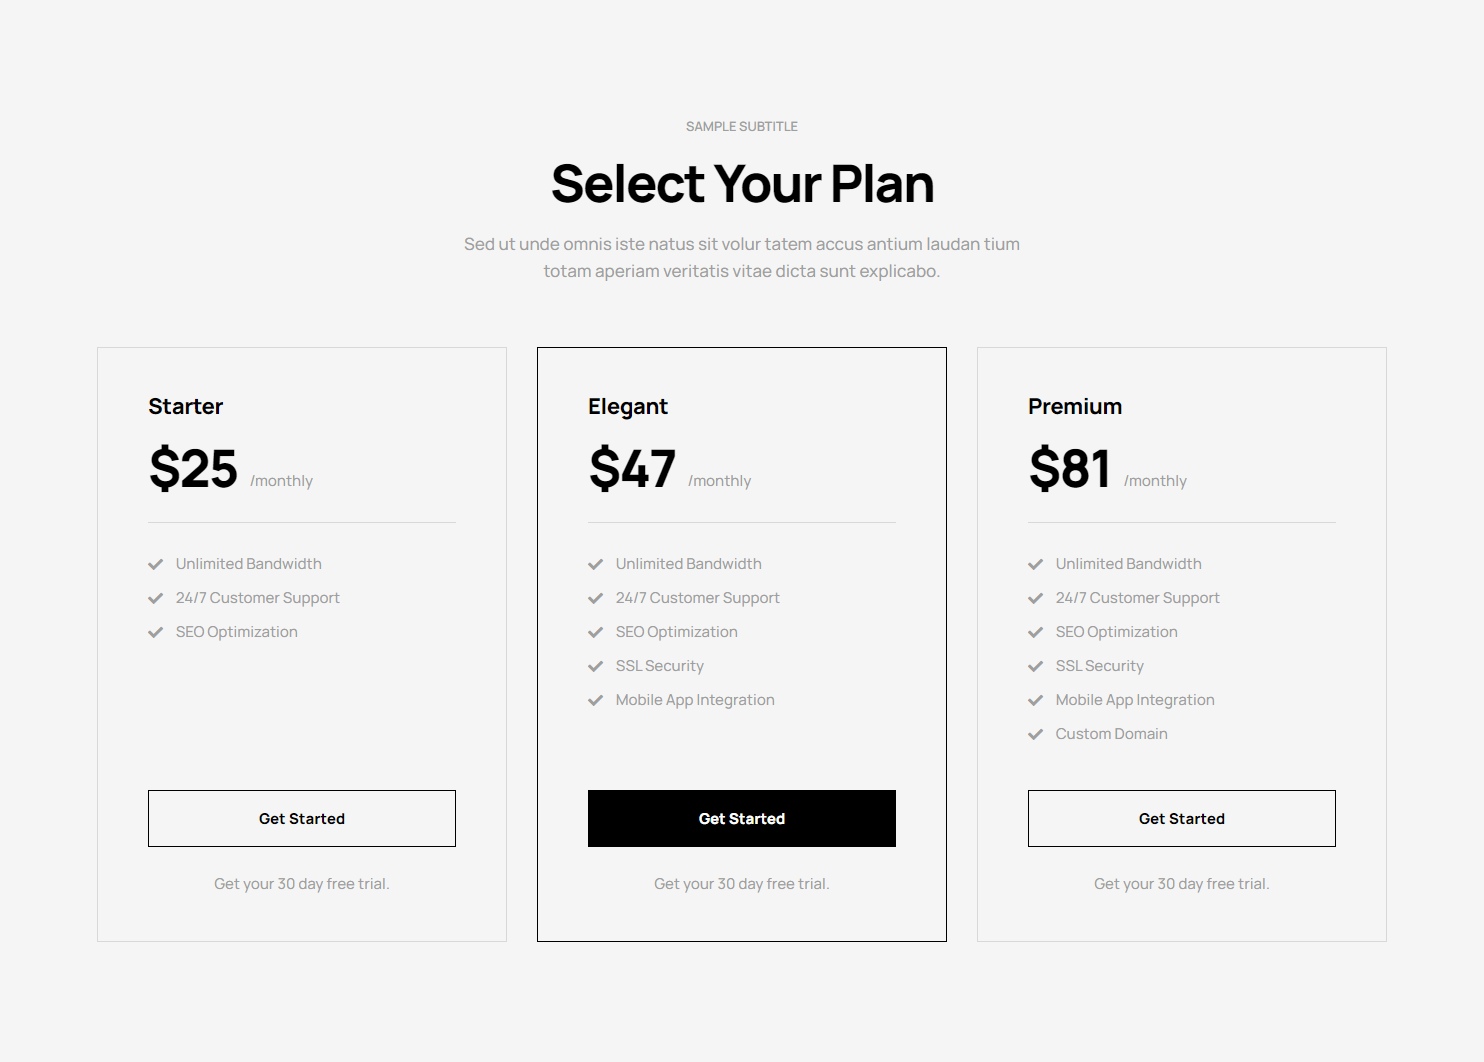 SAMPLE SUBTITLE
Select Your Plan
Sed ut unde omnis iste natus sit volur tatem accus antium laudan tium
totam aperiam veritatis vitae dicta sunt explicabo.
Starter
$25 /monthly
Unlimited Bandwidth
24/7 Customer Support
SEO Optimization
Get Started
Get your 30 day free trial.
Elegant
$47 /monthly
Unlimited Bandwidth
24/7 Customer Support
SEO Optimization
SSL Security
Mobile App Integration
Get Started
Get your 30 day free trial.
Premium
$81 /monthly
Unlimited Bandwidth
24/7 Customer Support
SEO Optimization
SSL Security
Mobile App Integration
Custom Domain
Get Started
Get your 30 day free trial.